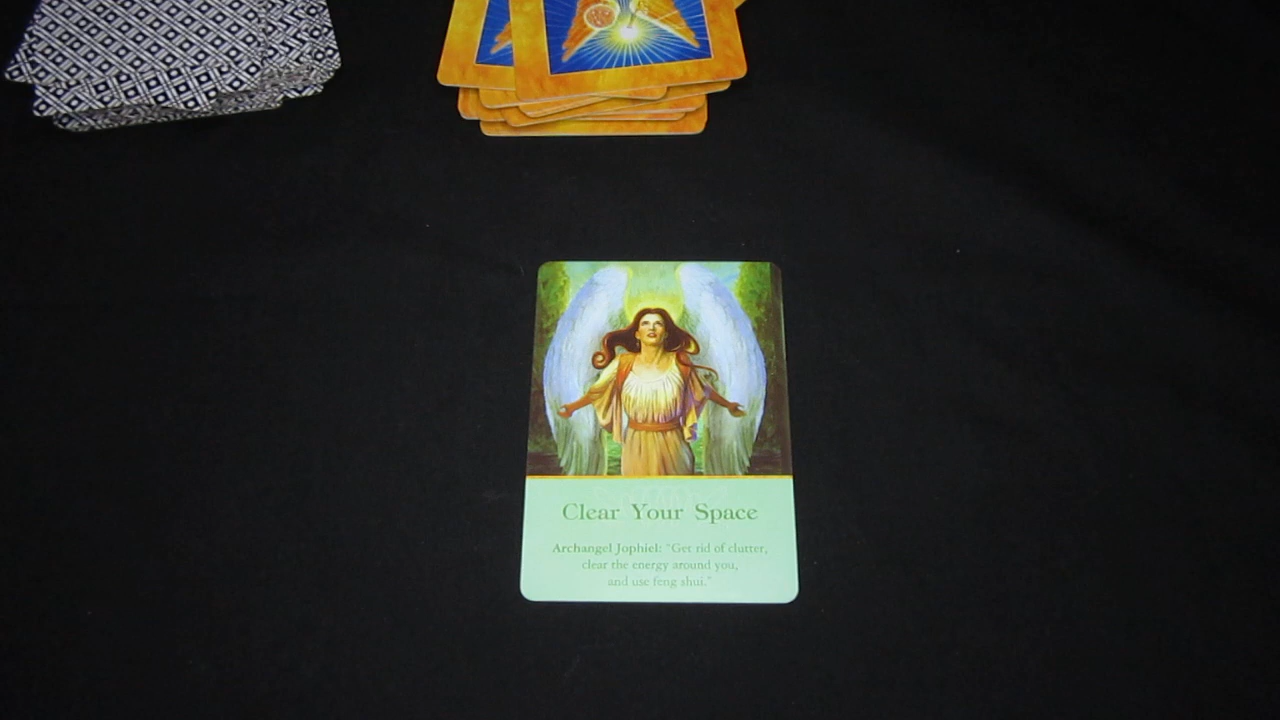 Clear Your Space
Archangel Jophiel: "Get rid of clutter,
clear the energy around you,
and use feng shui."